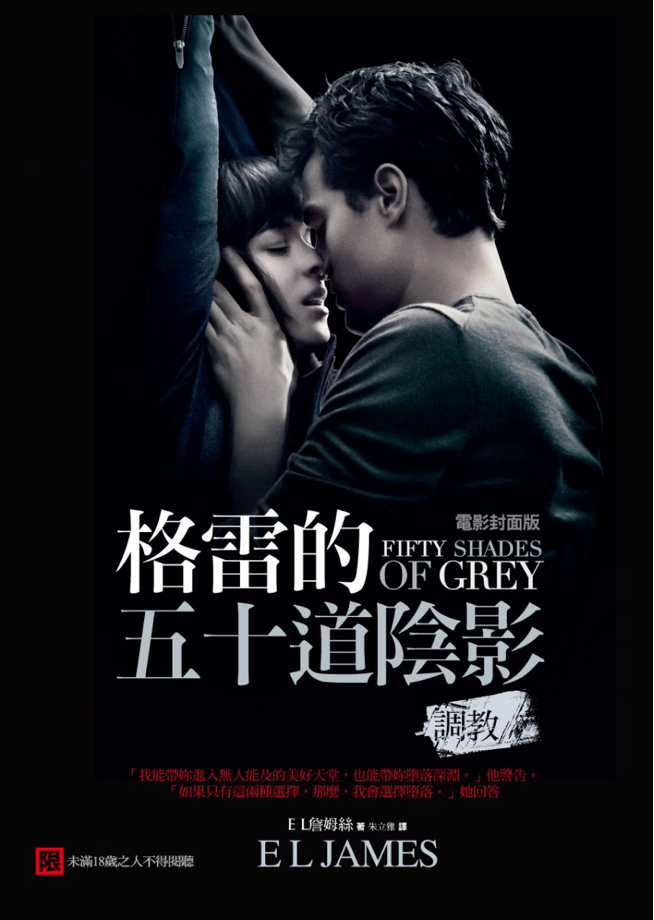 電影封面版
格雷的
FIFTY SHADES
OF GREY
五十道陰影
調教
「我能帶妳進入無人能及的美好天堂,也能帶妳墮落深淵。」他警告。
「如果只有這兩種選擇,那麼,我會選擇墮落。」她回答
E L詹姆絲 著 朱立雅 譯
E L JAMES
限 未滿18歲之人不得閱聽